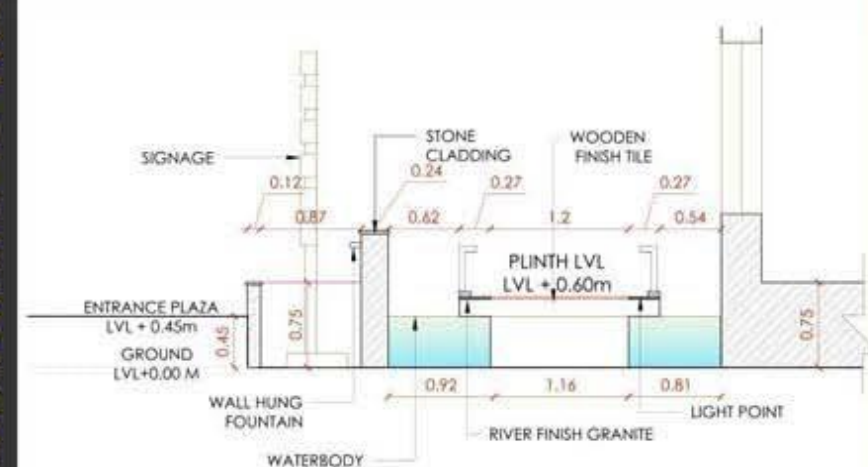 STONE
CLADDING
WOODEN
FINISH TILE
SIGNAGE
0.24
0.12
0.27
0.27
0.87
0.62
1.2
0.54
PLINTH LVL
LVL + 0.60m
ENTRANCE PLAZA
LVL + 0.45m
0.45
0.75
0.75
GROUND
LVL+0.00 M
0.92
1.16
0.81
WALL HUNG
FOUNTAIN
LIGHT POINT
RIVER FINISH GRANITE
WATERBODY